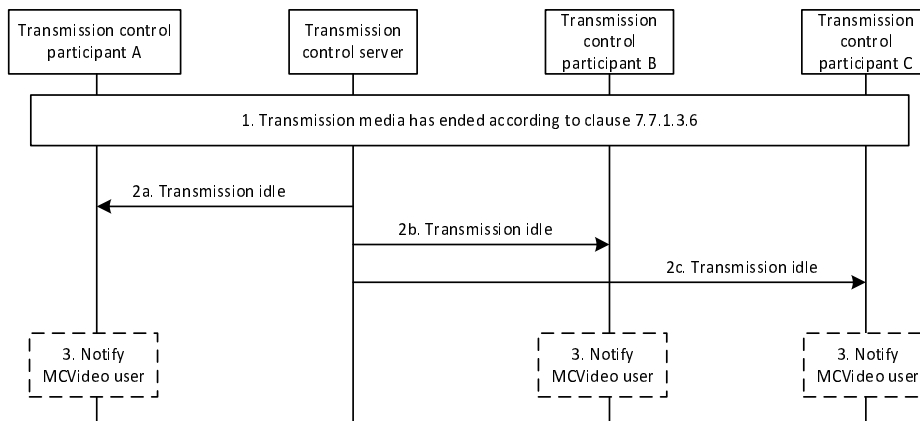 Transmission control
participant A
Transmission
control server
Transmission
control
participant B
Transmission
control
participant C
1. Transmission media has ended according to clause 7.7.1.3.6
2a. Transmission idle
2b. Transmission idle
2c. Transmission idle
3. Notify
MCVideo user
3. Notify
MCVideo user
3. Notify
MCVideo user